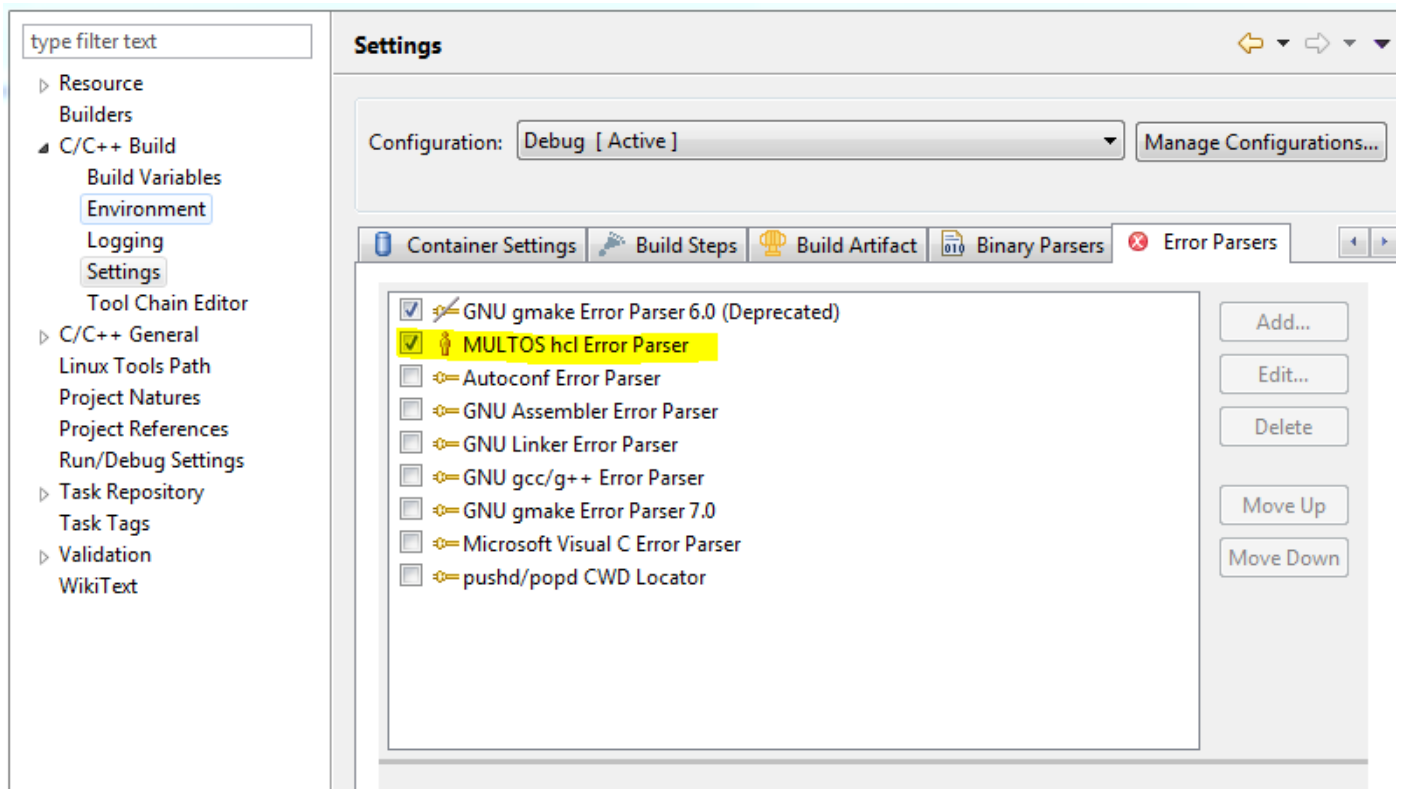 type filter text
Resource
Builders
C/C++ Build
Build Variables
Environment
Logging
Settings
Tool Chain Editor
C/C++ General
Linux Tools Path
Project Natures
Project References
Run/Debug Settings
Task Repository
Task Tags
Validation
WikiText
Settings
Configuration: Debug [ Active ] Manage Configurations...
Container Settings Build Steps Build Artifact 010 Binary Parsers Error Parsers
GNU gmake Error Parser 6.0 (Deprecated)
MULTOS hcl Error Parser
Autoconf Error Parser
GNU Assembler Error Parser
GNU Linker Error Parser
GNU gcc/g++ Error Parser
GNU gmake Error Parser 7.0
Microsoft Visual C Error Parser
pushd/popd CWD Locator
Add...
Edit...
Delete
Move Up
Move Down